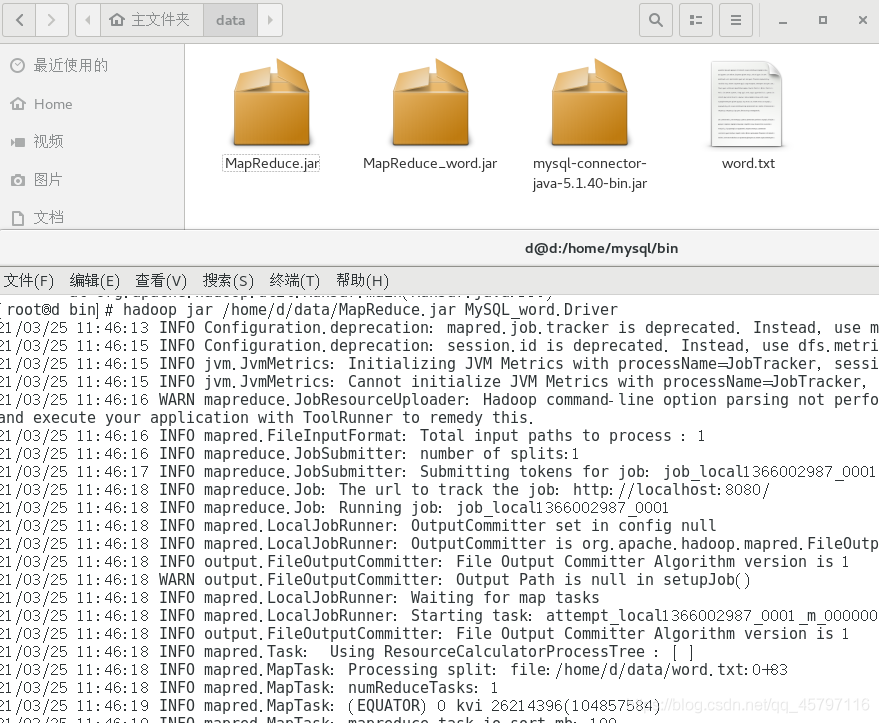 主文件夹
data
最近使用的
Home
视频
图片
文档
MapReduce.jar
MapReduce_word.jar
mysql-connector-
java-5.1.40-bin.jar
word.txt
d@d:/home/mysql/bin
文件(F) 编辑(E) 查看(V) 搜索(S) 终端(T) 帮助(H)
[root@d bin]# hadoop jar /home/d/data/MapReduce.jar MySQL_word.Driver
21/03/25 11:46:13 INFO Configuration.deprecation: mapred.job.tracker is deprecated. Instead, use m
21/03/25 11:46:15 INFO Configuration.deprecation: session.id is deprecated. Instead, use dfs.metri
21/03/25 11:46:15 INFO jvm.JvmMetrics: Initializing JVM Metrics with processName=JobTracker, sessi
21/03/25 11:46:15 INFO jvm.JvmMetrics: Cannot initialize JVM Metrics with processName=JobTracker,
21/03/25 11:46:16 WARN mapreduce.JobResourceUploader: Hadoop command-line option parsing not perfo
and execute your application with ToolRunner to remedy this.
21/03/25 11:46:16 INFO mapred.FileInputFormat: Total input paths to process : 1
21/03/25 11:46:16 INFO mapreduce.JobSubmitter: number of splits:1
21/03/25 11:46:17 INFO mapreduce.JobSubmitter: Submitting tokens for job: job_local1366002987_0001
21/03/25 11:46:18 INFO mapreduce.Job: The url to track the job: http://localhost:8080/
21/03/25 11:46:18 INFO mapreduce.Job: Running job: job_local1366002987_0001
21/03/25 11:46:18 INFO mapred.LocalJobRunner: OutputCommitter set in config null
21/03/25 11:46:18 INFO mapred.LocalJobRunner: OutputCommitter is org.apache.hadoop.mapred.FileOutp
21/03/25 11:46:18 INFO output.FileOutputCommitter: File Output Committer Algorithm version is 1
21/03/25 11:46:18 WARN output.FileOutputCommitter: Output Path is null in setupJob()
21/03/25 11:46:18 INFO mapred.LocalJobRunner: Waiting for map tasks
21/03/25 11:46:18 INFO mapred.LocalJobRunner: Starting task: attempt_local1366002987_0001_m_000000
21/03/25 11:46:18 INFO output.FileOutputCommitter: File Output Committer Algorithm version is 1
21/03/25 11:46:18 INFO mapred.Task:  Using ResourceCalculatorProcessTree : [ ]
21/03/25 11:46:18 INFO mapred.MapTask: Processing split: file:/home/d/data/word.txt:0+83
21/03/25 11:46:18 INFO mapred.MapTask: numReduceTasks: 1
21/03/25 11:46:19 INFO mapred.MapTask: (EQUATOR) 0 kvi 26214396(104857584)
blog.csdn.net/qq_45797116